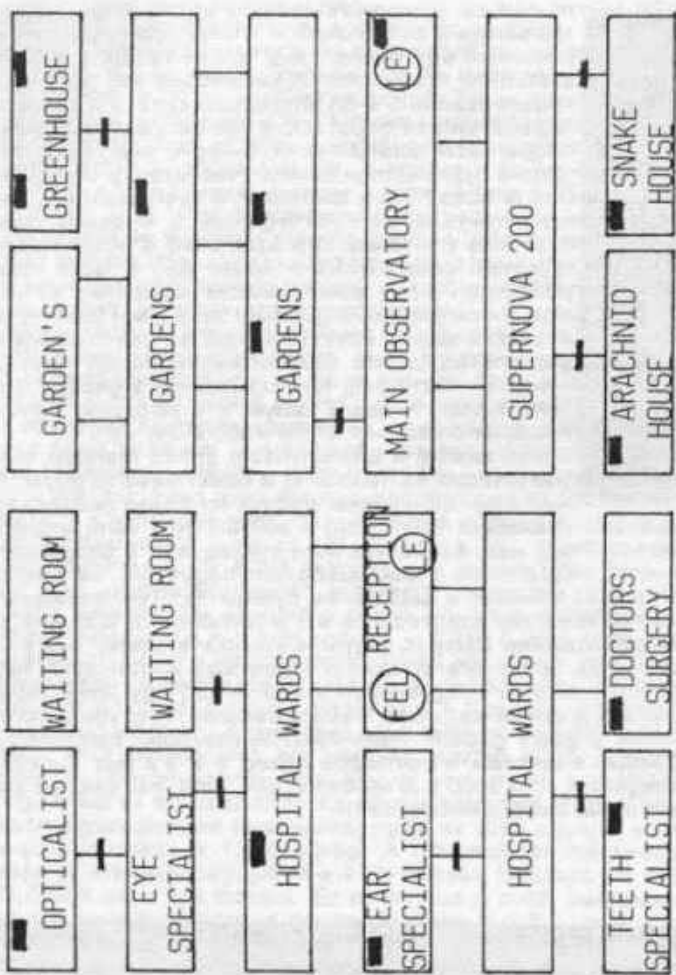 OPTICALIST
WAITING ROOM
GARDEN'S
GREENHOUSE
EYE
SPECIALIST
WAITING ROOM
GARDENS
HOSPITAL WARDS
GARDENS
EAR
SPECIALIST
RECEPTION
LE
MAIN OBSERVATORY
LE
HOSPITAL WARDS
SUPERNOVA 200
TEETH
SPECIALIST
DOCTORS
SURGERY
ARACHNID
HOUSE
SNAKE
HOUSE